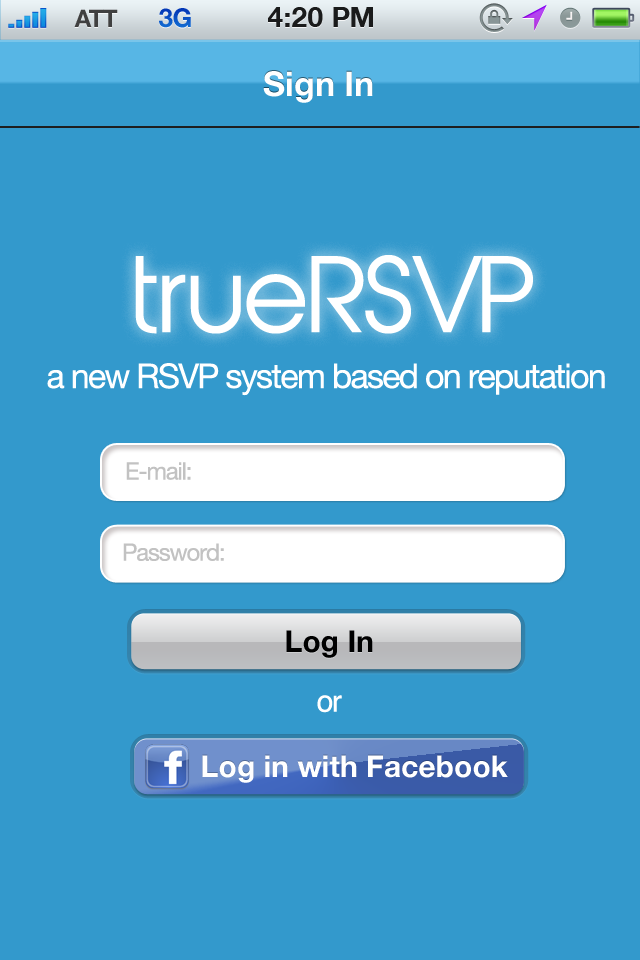 ATT 3G 4:20 PM
Sign In
trueRSVP
a new RSVP system based on reputation
E-mail:
Password:
Log In
or
f Log in with Facebook